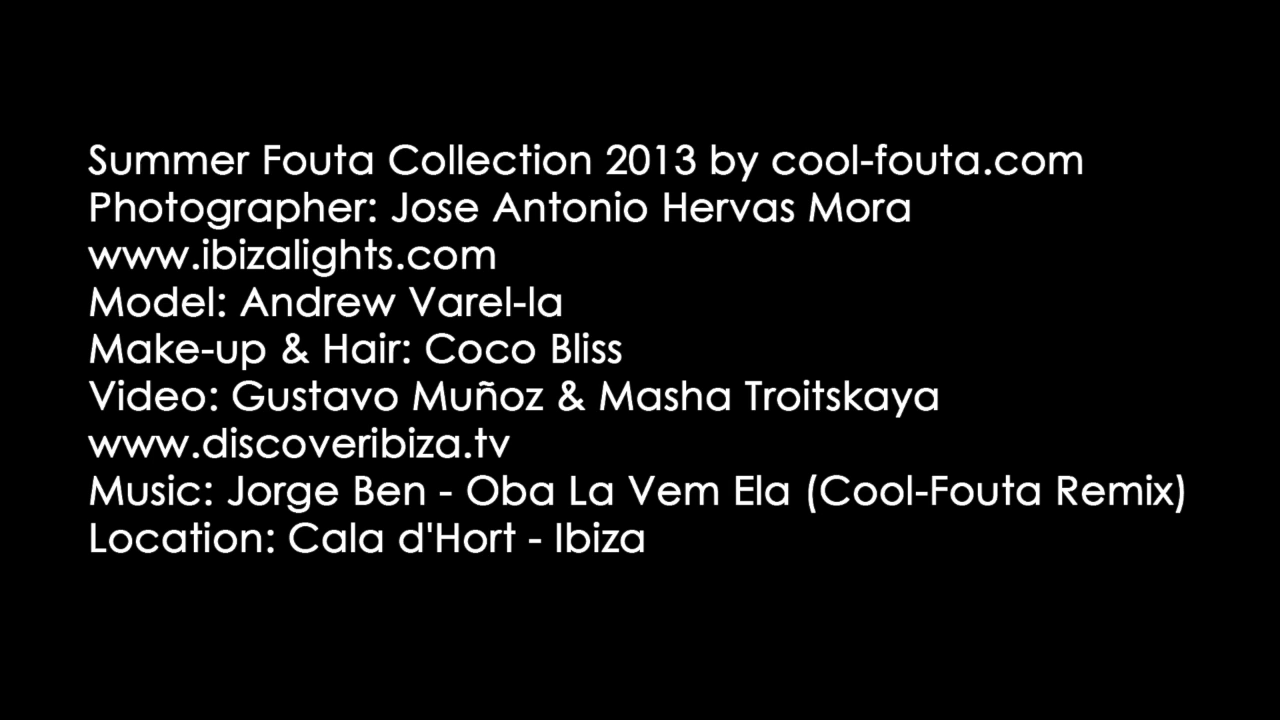 Summer Fouta Collection 2013 by cool-fouta.com
Photographer: Jose Antonio Hervas Mora
www.ibizalights.com
Model: Andrew Varel-la
Make-up & Hair: Coco Bliss
Video: Gustavo Muñoz & Masha Troitskaya
www.discoveribiza.tv
Music: Jorge Ben - Oba La Vem Ela (Cool-Fouta Remix)
Location: Cala d'Hort - Ibiza